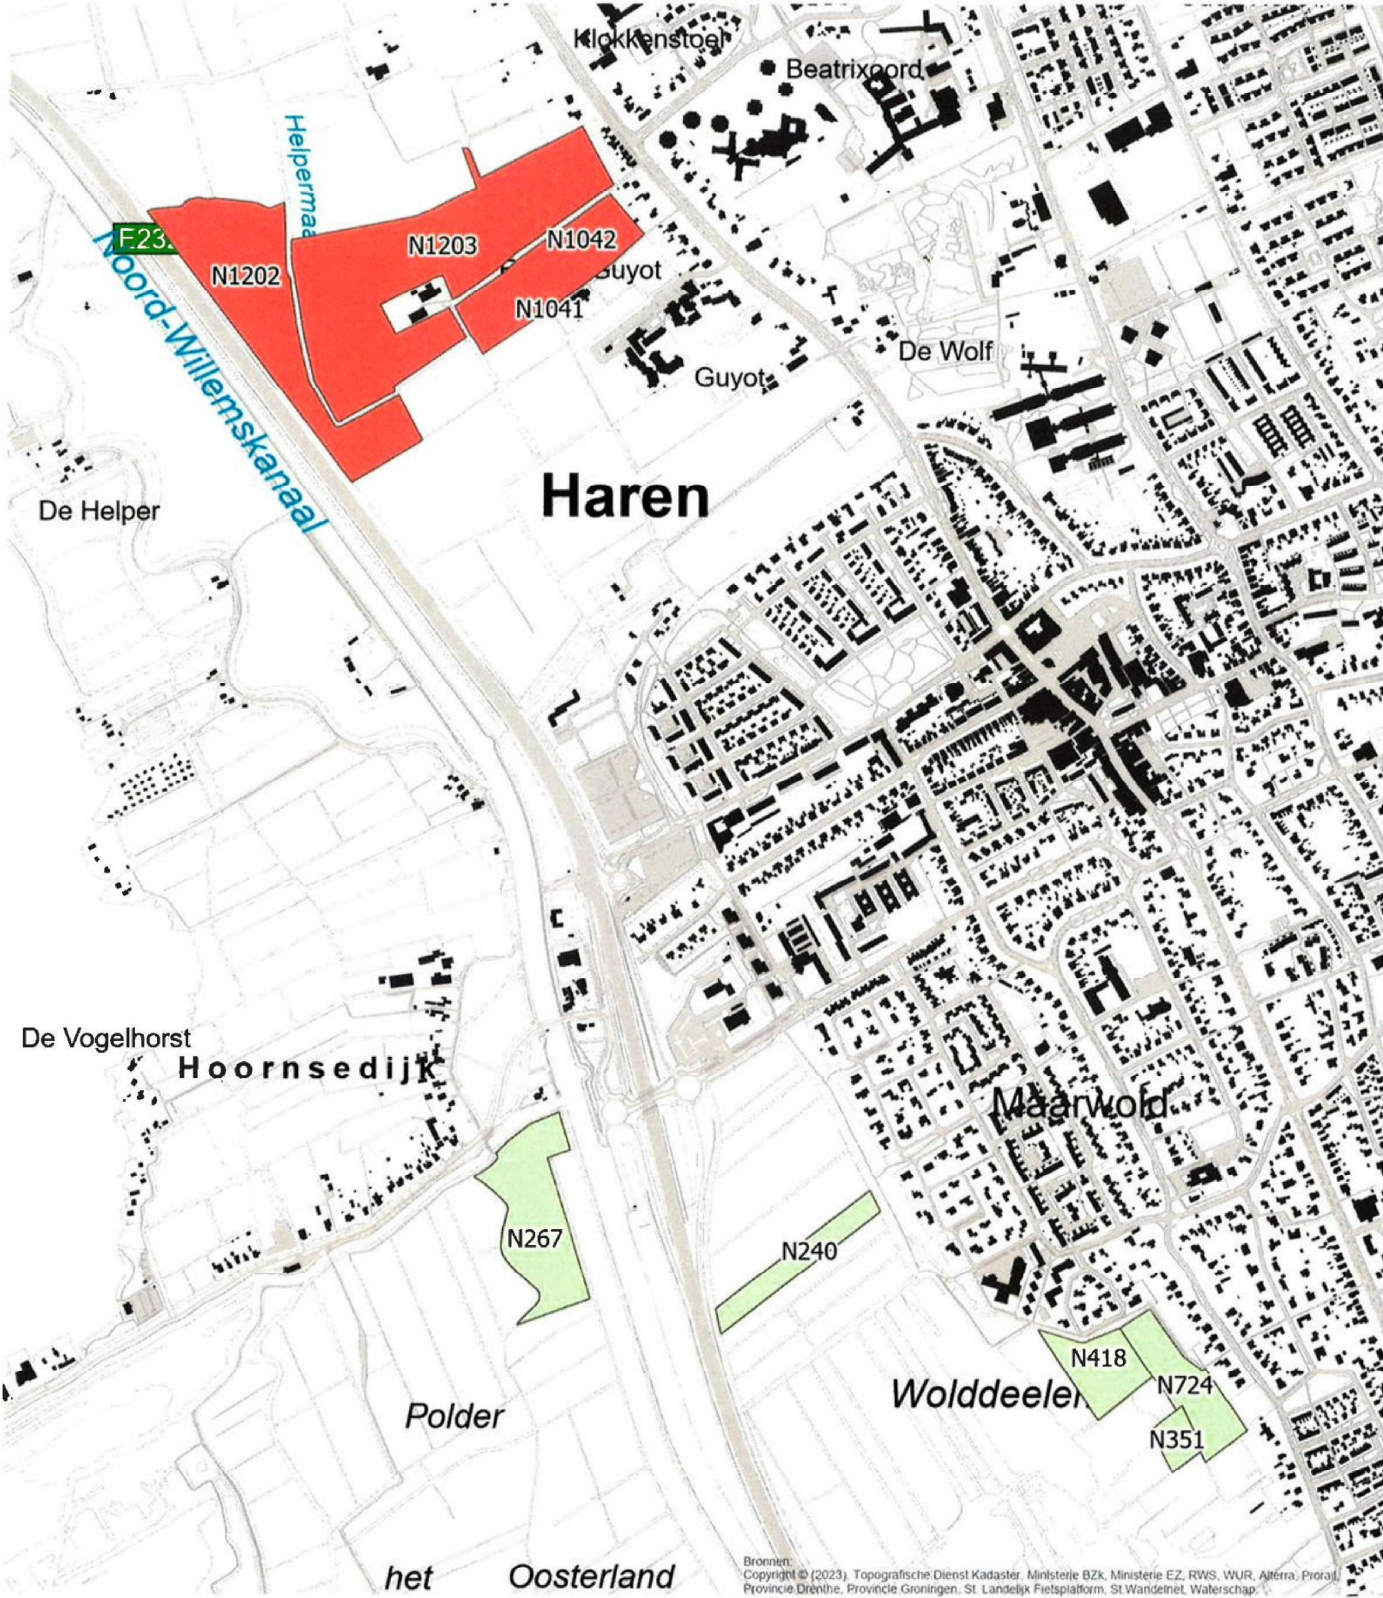 Klokkenstoel
Beatrixoord
Helpermaa
E232
N1203
N1042
N1202
Guyot
N1041
Noord-Willemskanaal
De Wolf
Guyot
Haren
De Helper
De Vogelhorst
Hoornsedijk
Maarwold
N267
N240
N418
N724
Wolddeelen
Polder
N351
het Oosterland
Bronnen:
Copyright © (2023). Topografische Dienst Kadaster, Ministerie BZk, Ministerie EZ, RWS, WUR, Alterra, Prorail,
Provincie Drenthe, Provincie Groningen, St. Landelijk Fietsplatform, St.Wandelnet, Waterschap.